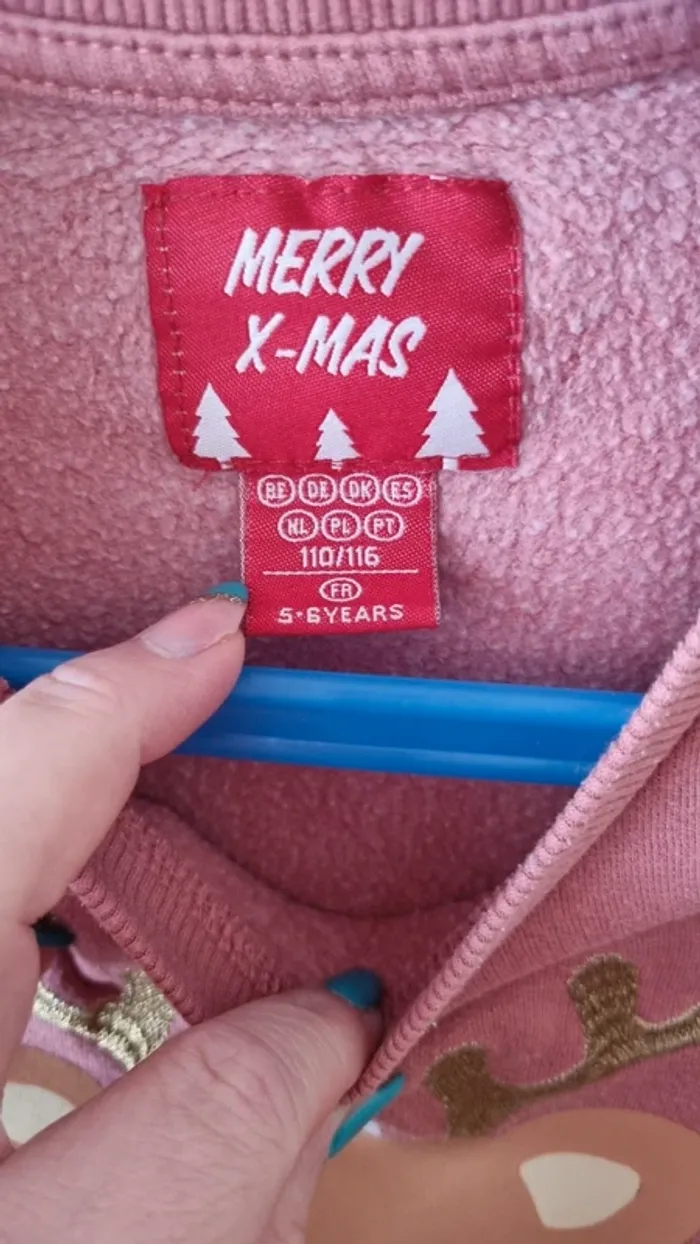 MERRY
X-MAS
BE DE DK ES
NL PL PT
110/116
FR
5-6YEARS